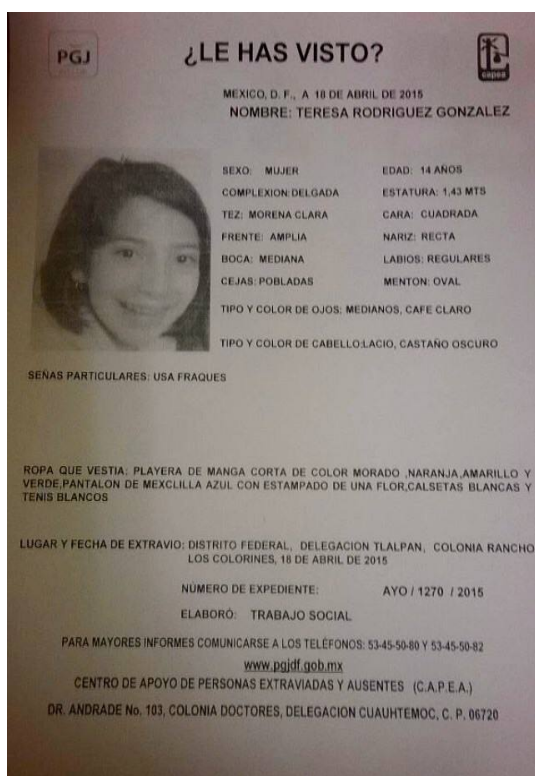 PGJ
¿LE HAS VISTO?
capea
MEXICO, D. F., A 18 DE ABRIL DE 2015
NOMBRE: TERESA RODRIGUEZ GONZALEZ
SEXO: MUJER EDAD: 14 AÑOS
COMPLEXION:DELGADA ESTATURA: 1,43 MTS
TEZ: MORENA CLARA CARA: CUADRADA
FRENTE: AMPLIA NARIZ: RECTA
BOCA: MEDIANA LABIOS: REGULARES
CEJAS: POBLADAS MENTON: OVAL
TIPO Y COLOR DE OJOS: MEDIANOS, CAFE CLARO
TIPO Y COLOR DE CABELLO:LACIO, CASTAÑO OSCURO
SEÑAS PARTICULARES: USA FRAQUES
ROPA QUE VESTIA: PLAYERA DE MANGA CORTA DE COLOR MORADO ,NARANJA,AMARILLO Y
VERDE,PANTALON DE MEXCLILLA AZUL CON ESTAMPADO DE UNA FLOR,CALSETAS BLANCAS Y
TENIS BLANCOS
LUGAR Y FECHA DE EXTRAVIO: DISTRITO FEDERAL, DELEGACION TLALPAN, COLONIA RANCHO
LOS COLORINES, 18 DE ABRIL DE 2015
NÚMERO DE EXPEDIENTE: AYO / 1270 / 2015
ELABORÓ: TRABAJO SOCIAL
PARA MAYORES INFORMES COMUNICARSE A LOS TELÉFONOS: 53-45-50-80 Y 53-45-50-82
www.pgjdf.gob.mx
CENTRO DE APOYO DE PERSONAS EXTRAVIADAS Y AUSENTES (C.A.P.E.A.)
DR. ANDRADE No. 103, COLONIA DOCTORES, DELEGACION CUAUHTEMOC, C. P. 06720